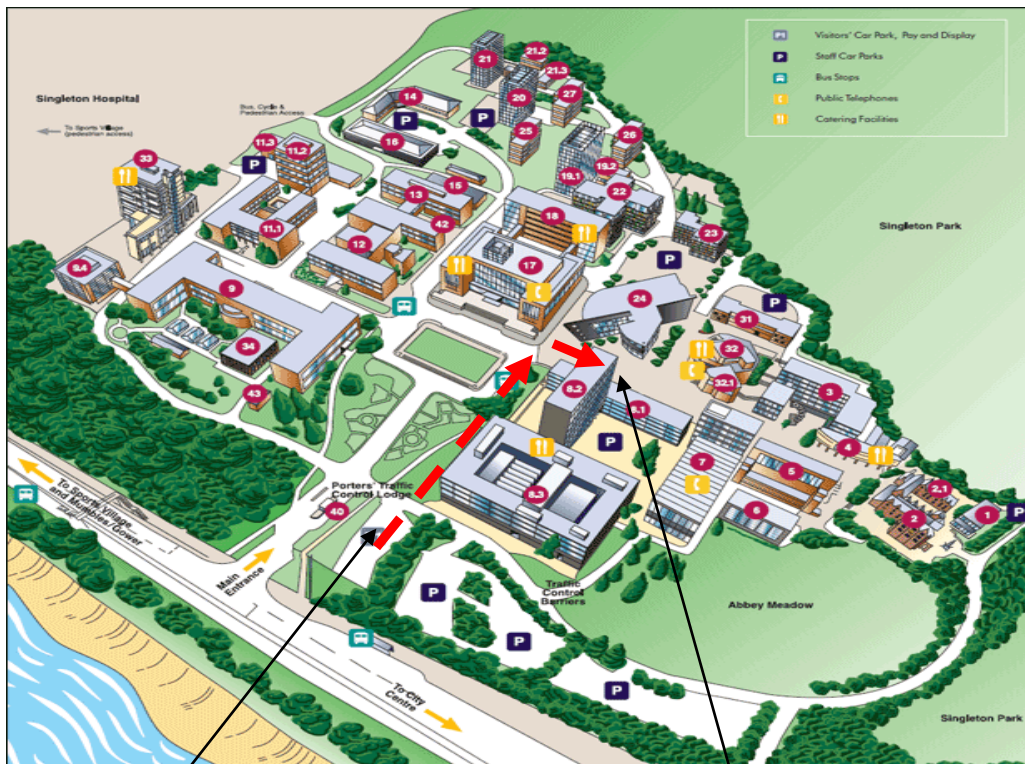 Visitors' Car Park, Pay and Display
P
Staff Car Parks
Bus Stops
Public Telephones
Catering Facilities
Singleton Hospital
To Sports Village
(pedestrian access)
Bus, Cycle &
Pedestrian Access
Singleton Park
21
21.2
21.3
20
27
14
P
P
25
26
16
11.3
11.2
P
33
19.2
19.1
15
13
22
42
18
11.1
23
12
17
P
9.4
9
24
P
31
34
32
8.2
32.1
3
43
8.1
4
P
7
5
8.3
6
2.1
2
1
P
To Sports Village
and Mumbles/Gower
Porters' Traffic
Control Lodge
40
Main
Entrance
Traffic
Control
Barriers
Abbey Meadow
P
P
P
To City
Centre
Singleton Park